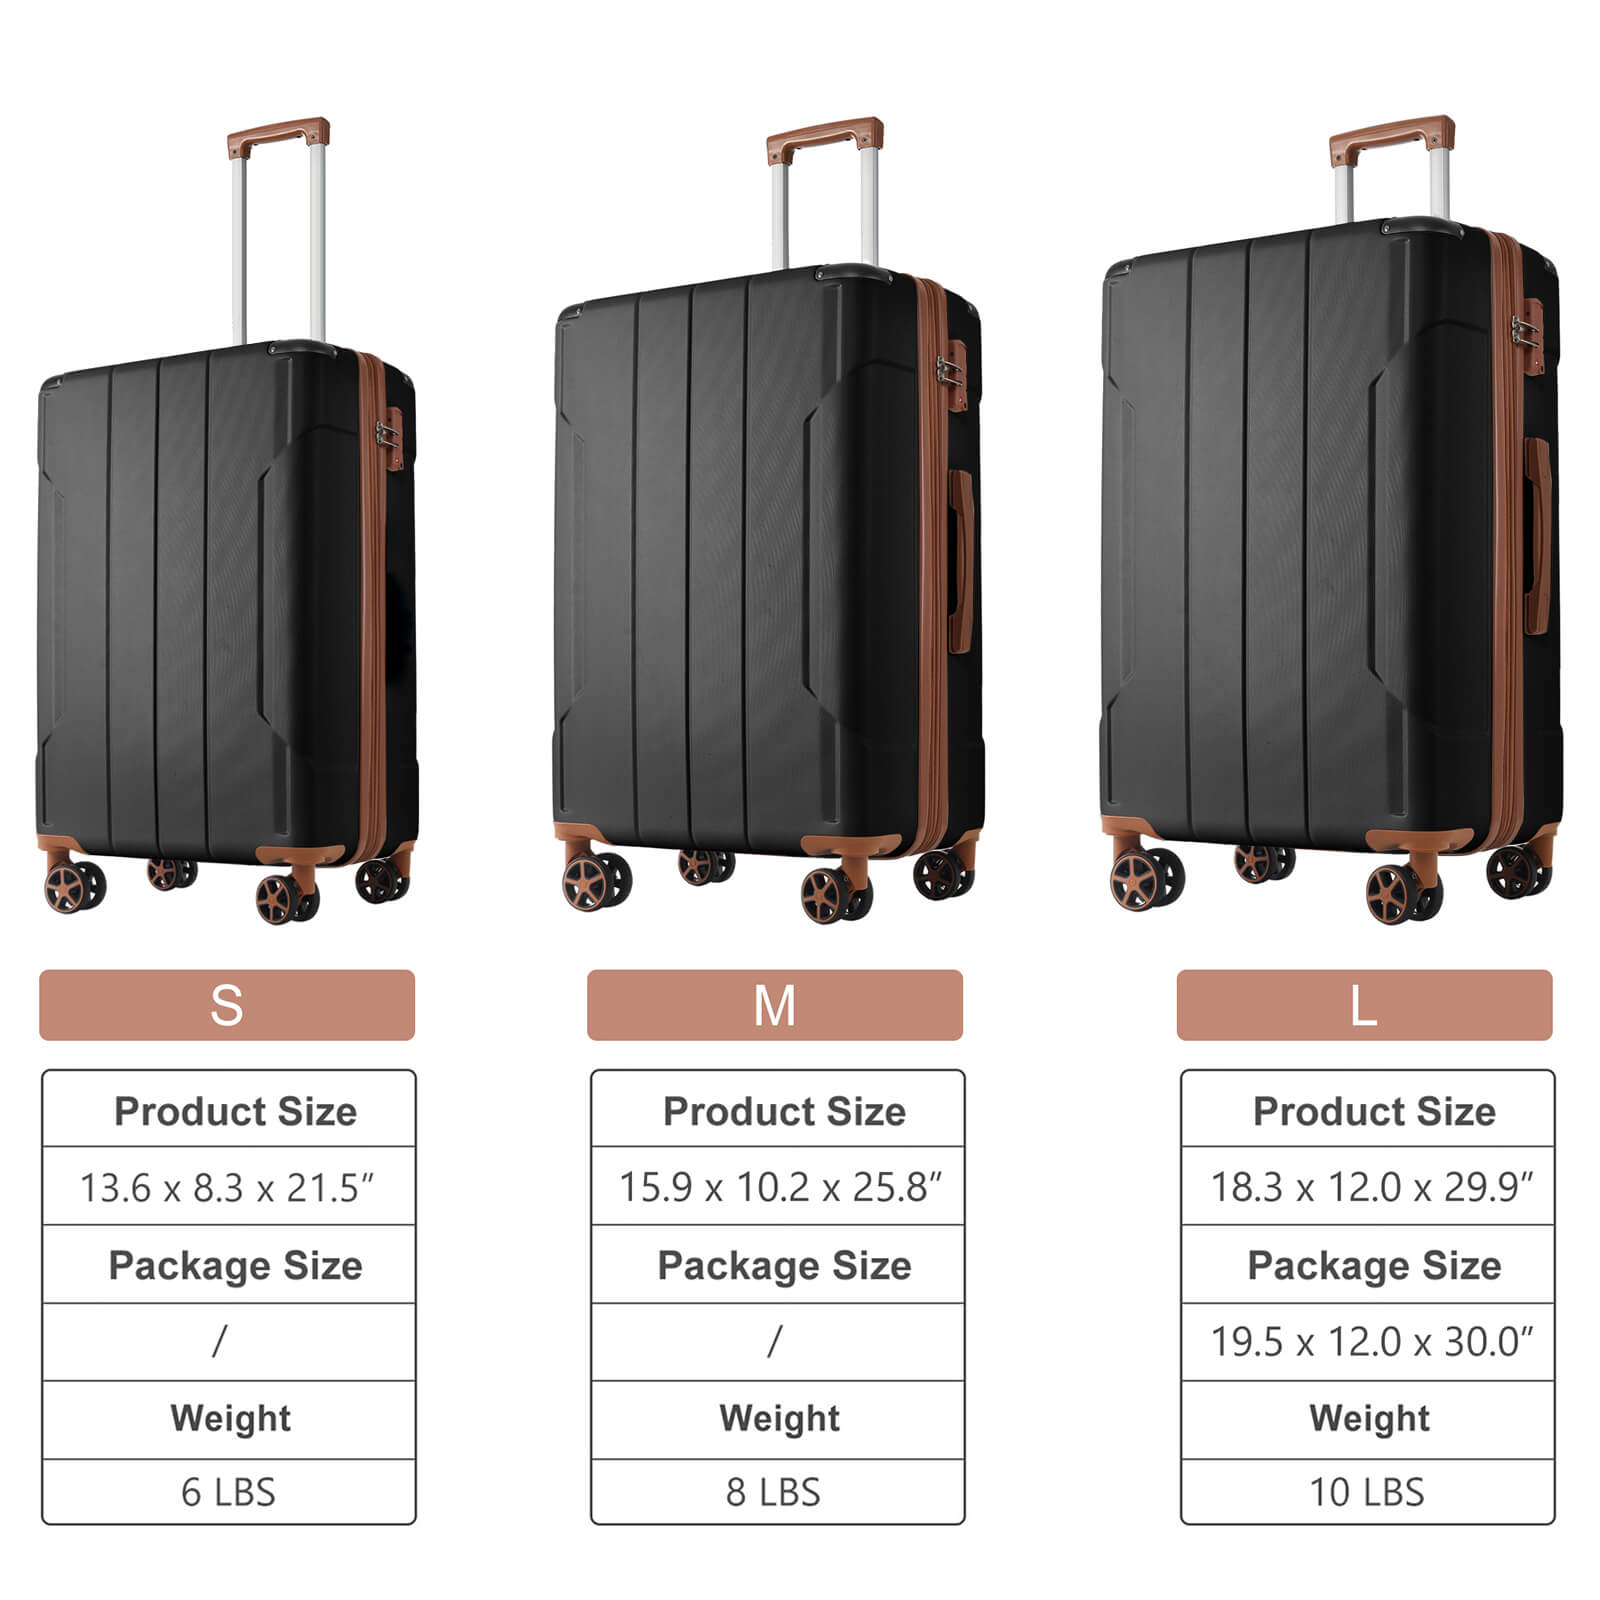 S
Product Size
13.6 x 8.3 x 21.5″
Package Size
/
Weight
6 LBS
M
Product Size
15.9 x 10.2 x 25.8″
Package Size
/
Weight
8 LBS
L
Product Size
18.3 x 12.0 x 29.9″
Package Size
19.5 x 12.0 x 30.0″
Weight
10 LBS